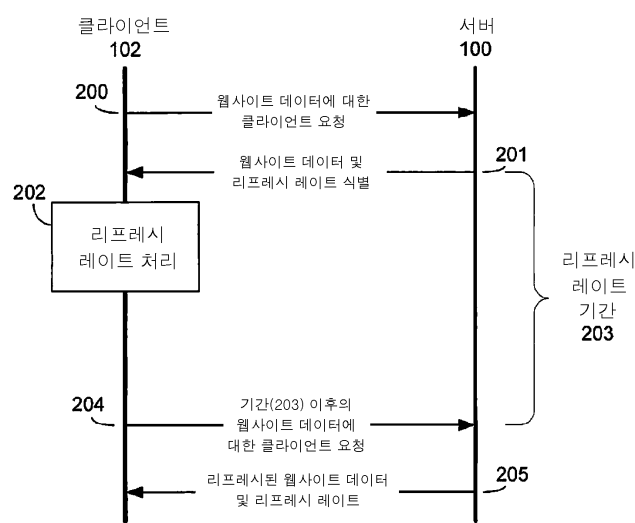 클라이언트
102
서버
100
200
웹사이트 데이터에 대한
클라이언트 요청
웹사이트 데이터 및
리프레시 레이트 식별
201
202
리프레시
레이트 처리
리프레시
레이트
기간
203
204
기간(203) 이후의
웹사이트 데이터에
대한 클라이언트 요청
리프레시된 웹사이트 데이터
및 리프레시 레이트
205